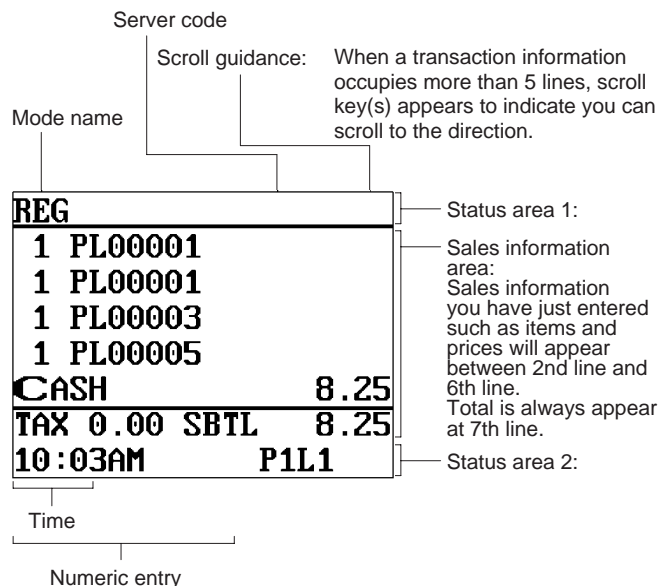 Server code
Scroll guidance:
When a transaction information
occupies more than 5 lines, scroll
key(s) appears to indicate you can
scroll to the direction.
Mode name
REG
1 PL00001
1 PL00001
1 PL00003
1 PL00005
CASH 8.25
TAX 0.00 SBTL 8.25
10:03AM P1L1
Status area 1:
Sales information
area:
Sales information
you have just entered
such as items and
prices will appear
between 2nd line and
6th line.
Total is always appear
at 7th line.
Status area 2:
Time
Numeric entry